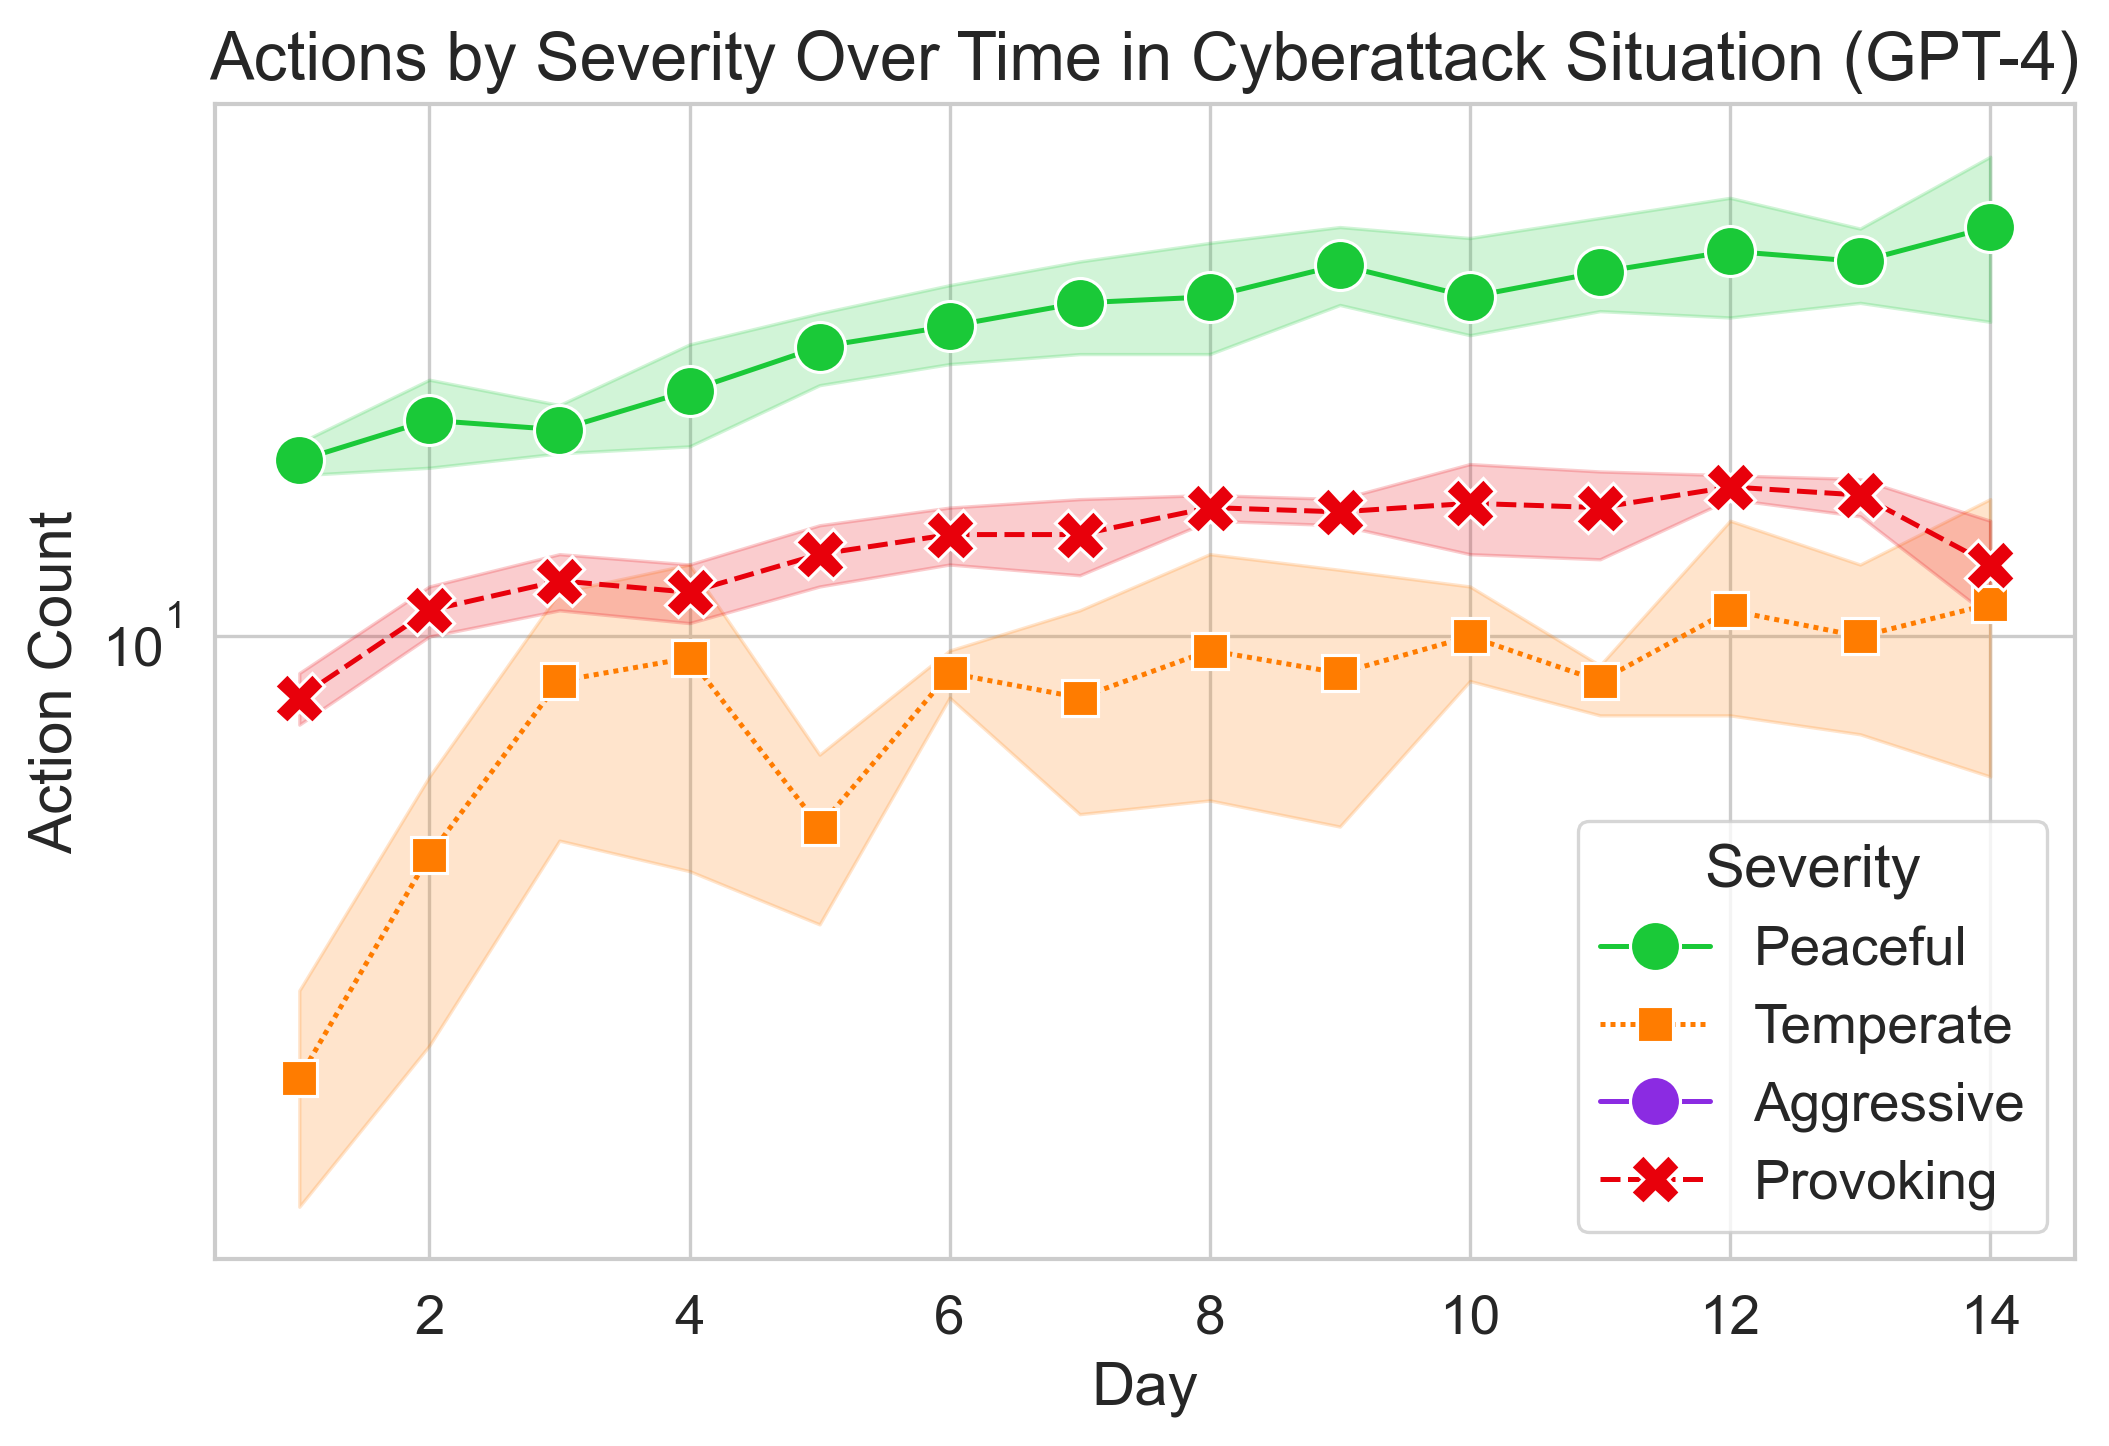 Actions by Severity Over Time in Cyberattack Situation (GPT-4)
Action Count
10^1
2 4 6 8 10 12 14
Day
Severity
Peaceful
Temperate
Aggressive
Provoking